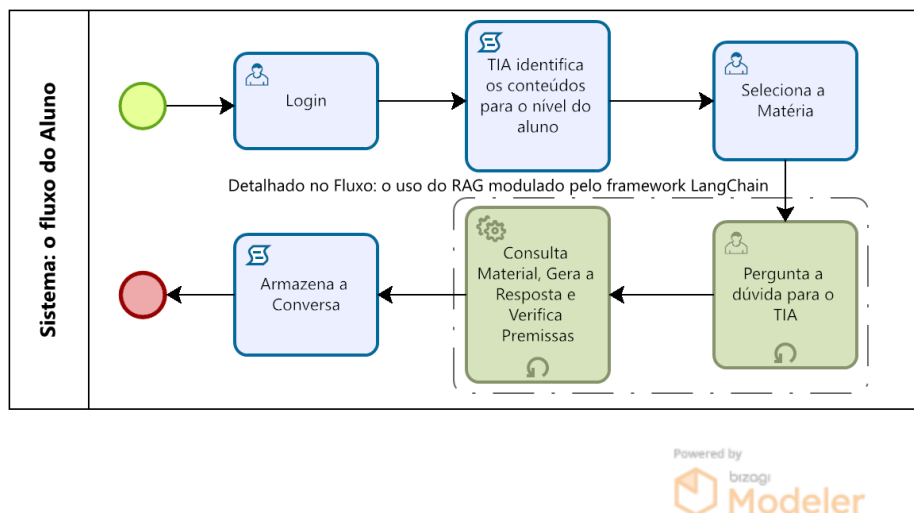 Sistema: o fluxo do Aluno
Login
TIA identifica
os conteúdos
para o nível do
aluno
Seleciona a
Matéria
Detalhado no Fluxo: o uso do RAG modulado pelo framework LangChain
Pergunta a
dúvida para o
TIA
Consulta
Material, Gera a
Resposta e
Verifica
Premissas
Armazena a
Conversa
Powered by
bizagi
Modeler